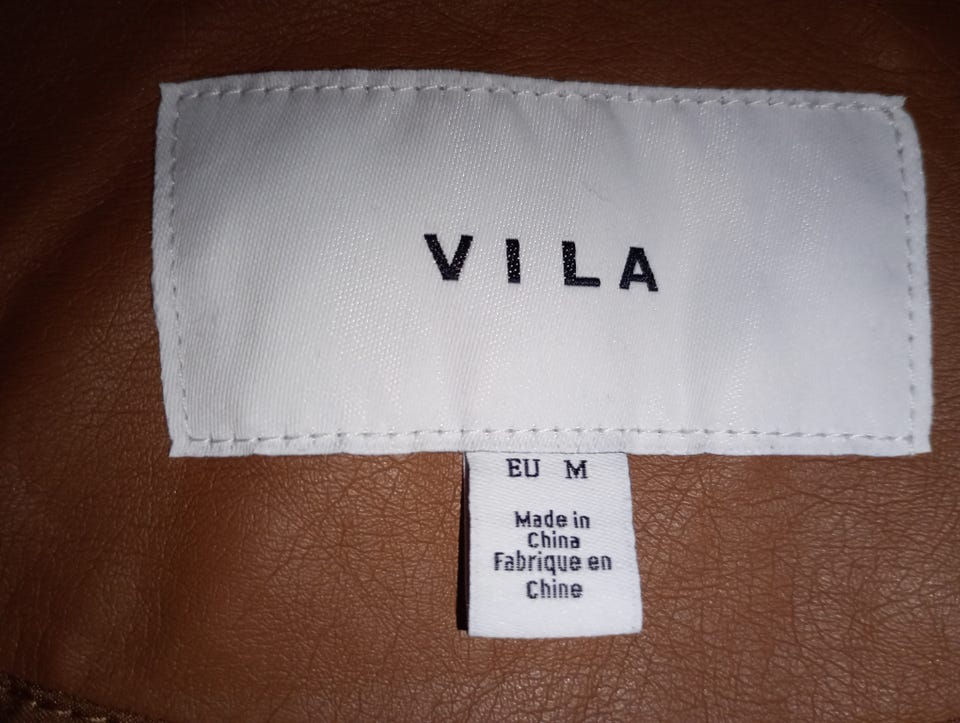 VILA
EU M
Made in
China
Fabrique en
Chine